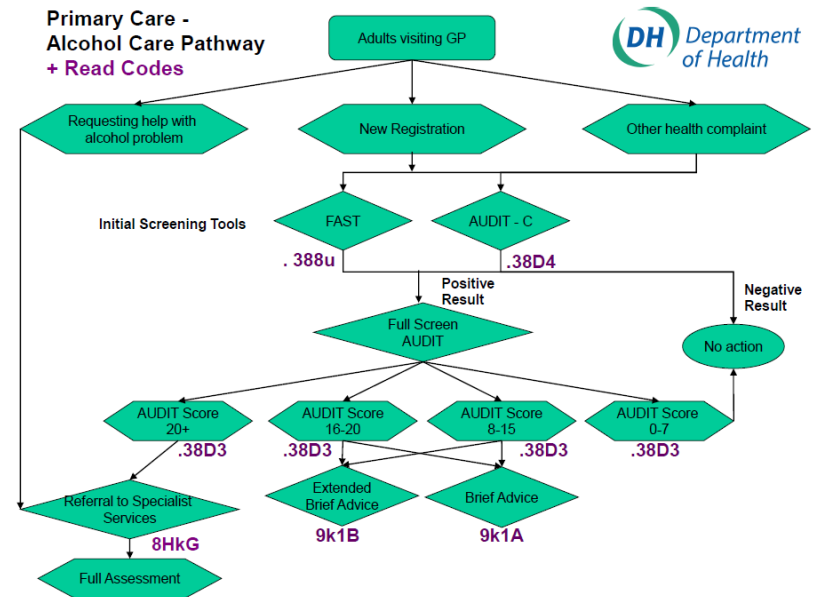 Primary Care -
Alcohol Care Pathway
+ Read Codes
Adults visiting GP
DH
Department
of Health
Requesting help with
alcohol problem
New Registration
Other health complaint
Initial Screening Tools
FAST
AUDIT - C
. 388u
.38D4
Positive
Result
Negative
Result
Full Screen
AUDIT
No action
AUDIT Score
20+
AUDIT Score
16-20
AUDIT Score
8-15
AUDIT Score
0-7
.38D3
.38D3
.38D3
.38D3
Referral to Specialist
Services
Extended
Brief Advice
Brief Advice
8HkG
9k1B
9k1A
Full Assessment